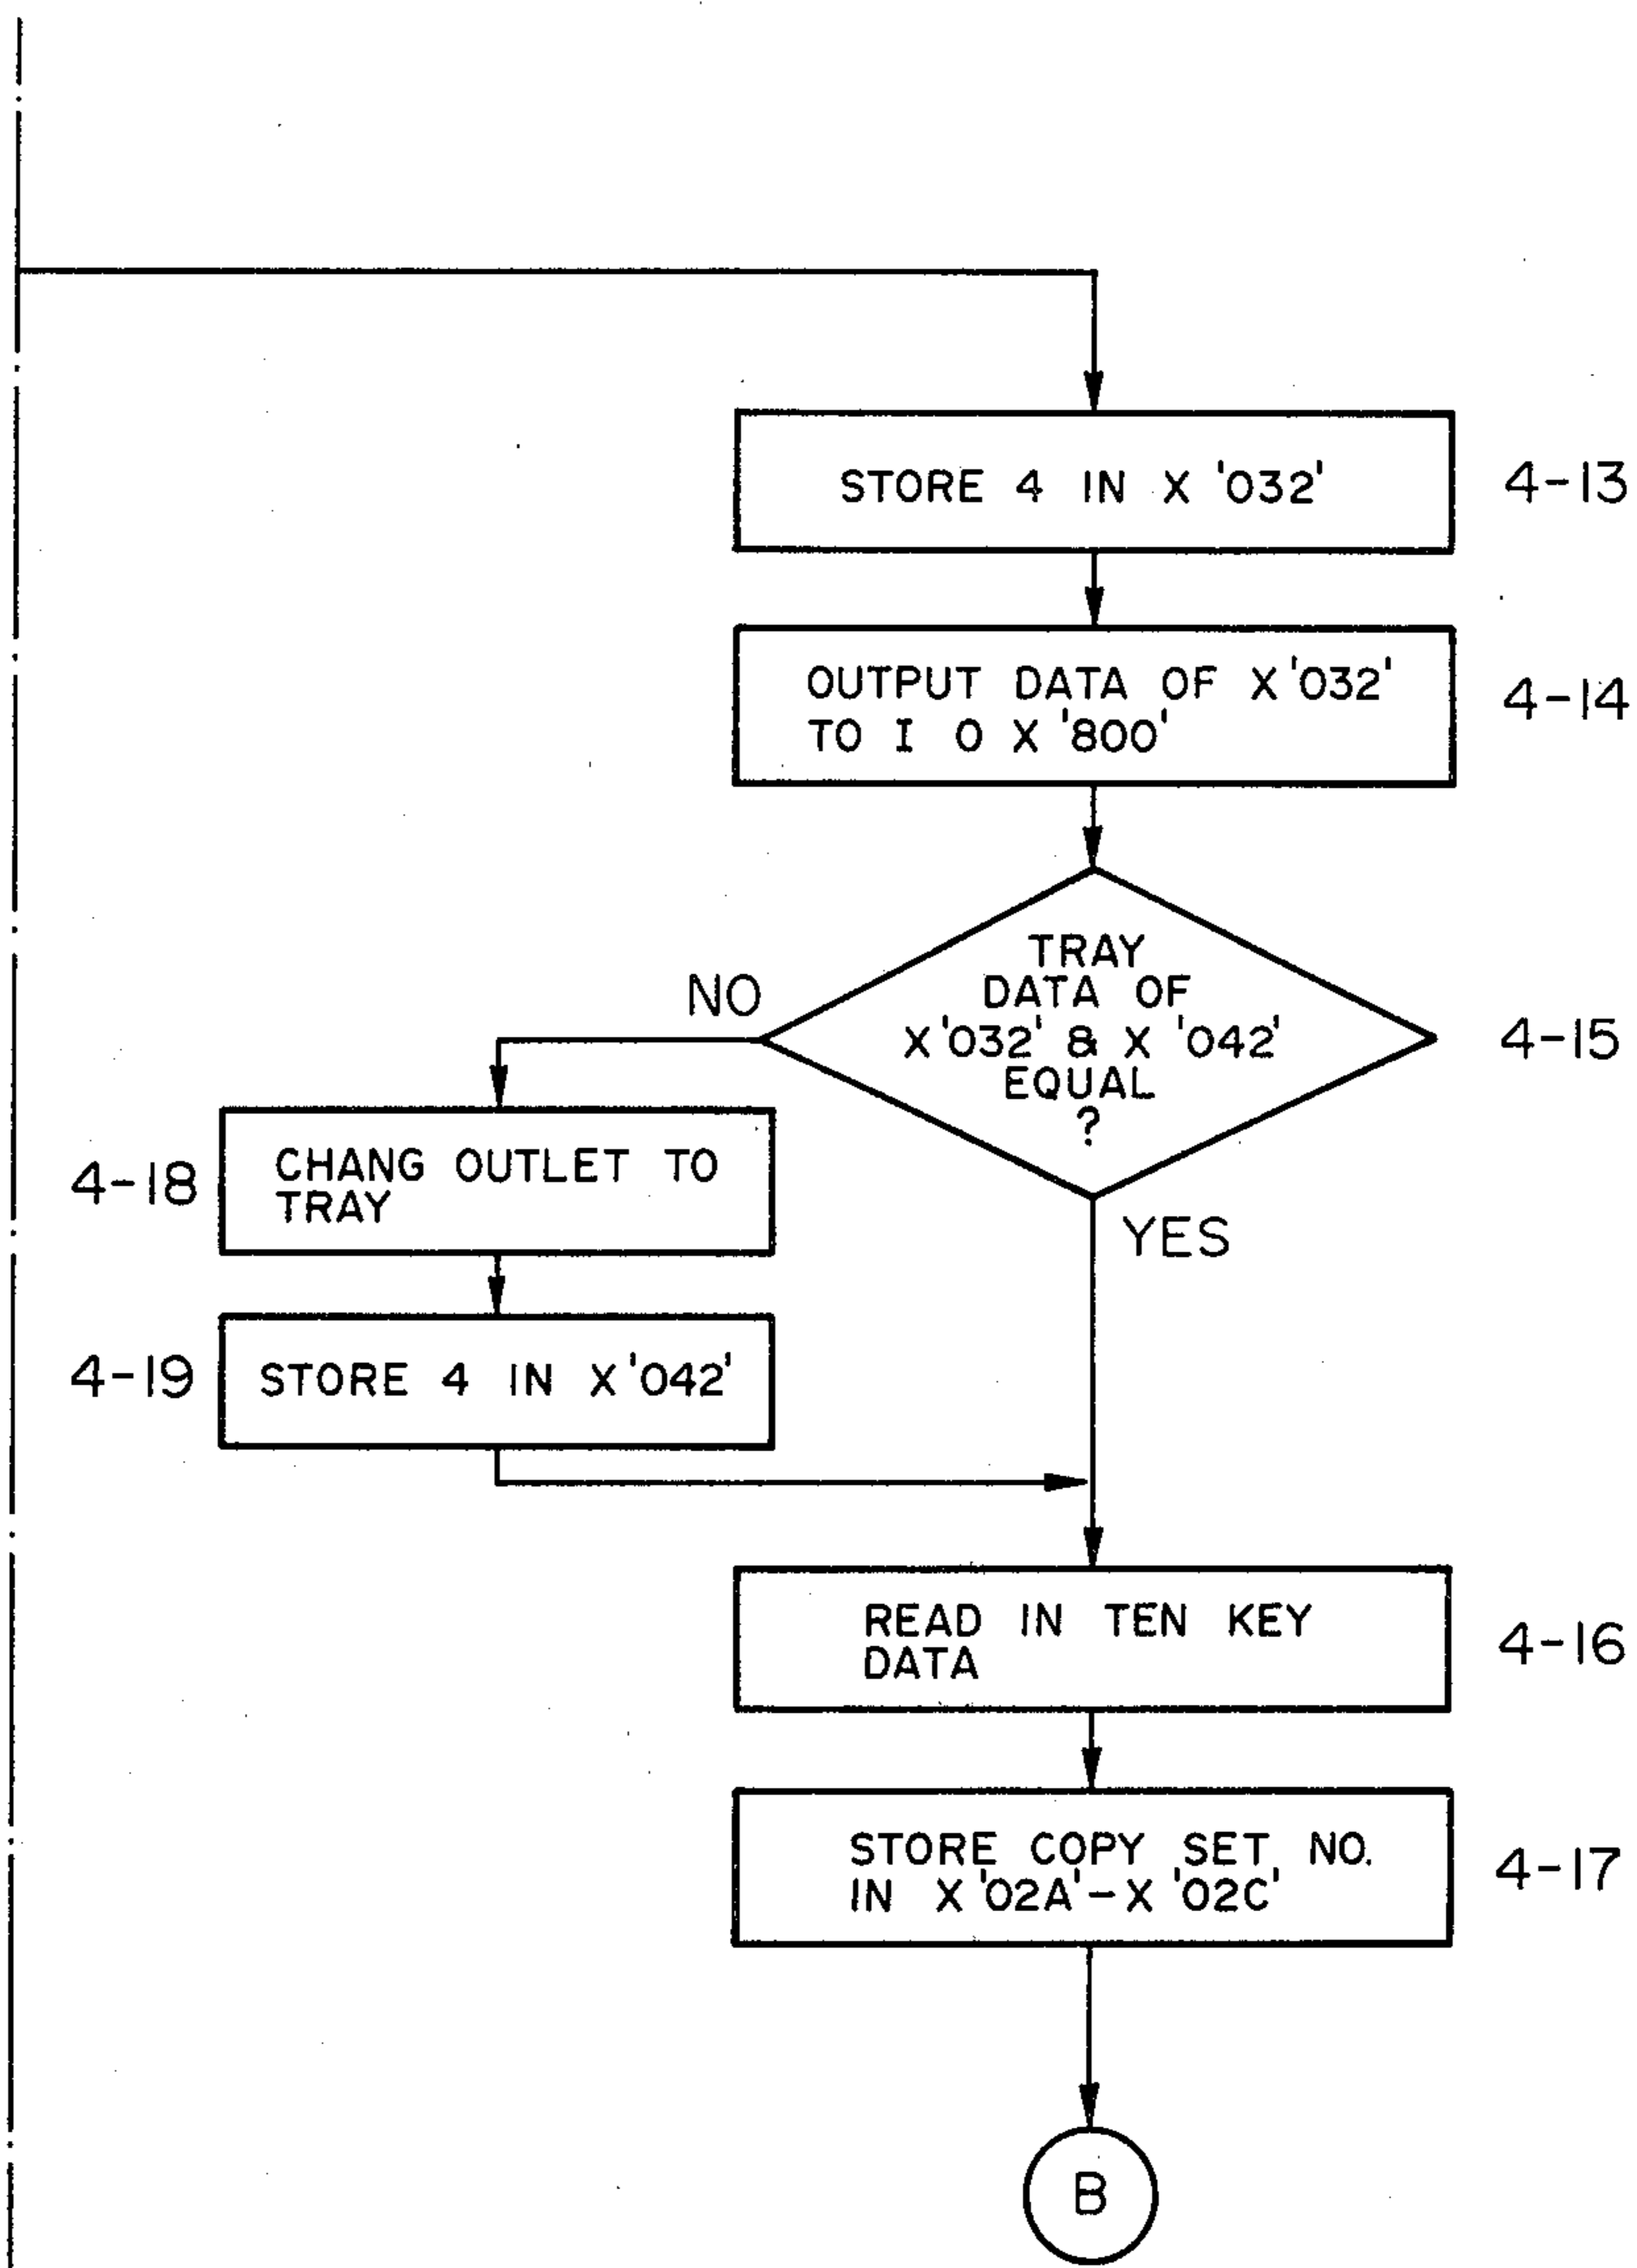 STORE 4 IN X '032'
4-13
OUTPUT DATA OF X '032'
TO I O X '800'
4-14
TRAY
DATA OF
X '032' & X '042'
EQUAL
?
4-15
NO
YES
4-18
CHANG OUTLET TO
TRAY
4-19
STORE 4 IN X '042'
READ IN TEN KEY
DATA
4-16
STORE COPY SET NO.
IN X '02A' - X '02C'
4-17
B